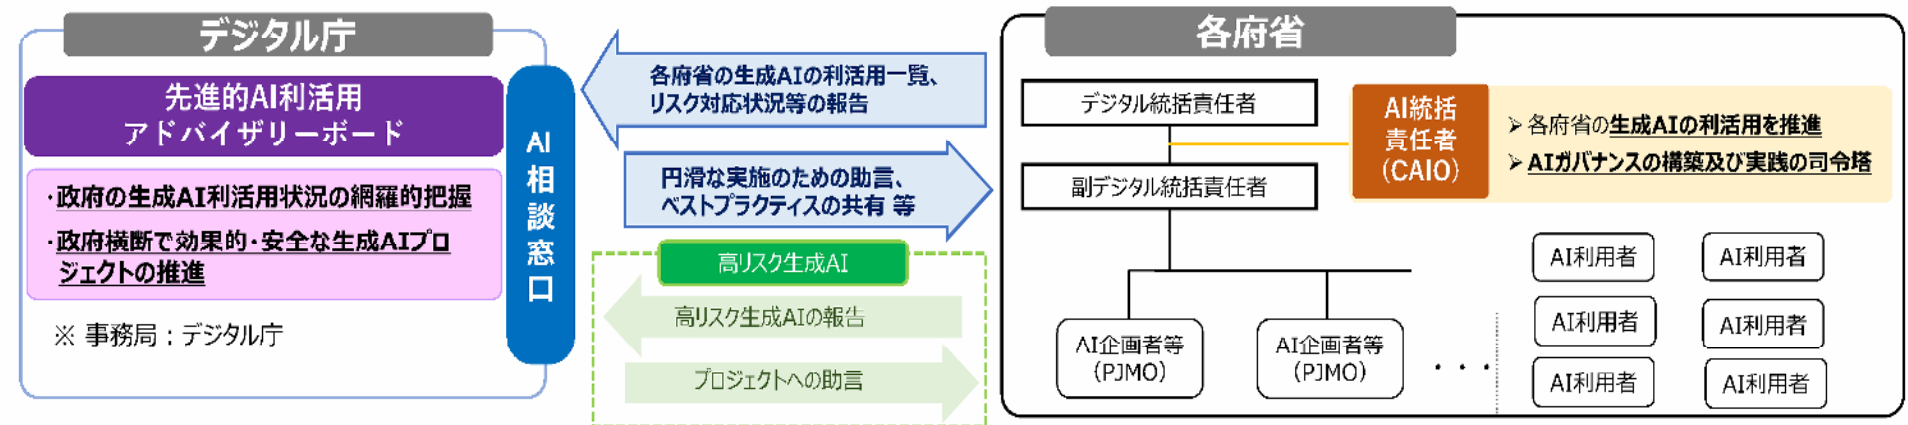 デジタル庁
先進的AI利活用
アドバイザリーボード
・政府の生成AI利活用状況の網羅的把握
・政府横断で効果的・安全な生成AIプロ
ジェクトの推進
※ 事務局：デジタル庁
AI
相
談
窓
口
各府省の生成AIの利活用一覧、
リスク対応状況等の報告
円滑な実施のための助言、
ベストプラクティスの共有 等
高リスク生成AI
高リスク生成AIの報告
プロジェクトへの助言
各府省
デジタル統括責任者
副デジタル統括責任者
AI統括
責任者
（CAIO）
➢ 各府省の生成AIの利活用を推進
➢ AIガバナンスの構築及び実践の司令塔
AI企画者等
（PJMO）
AI企画者等
（PJMO）
・・・
AI利用者
AI利用者
AI利用者
AI利用者
AI利用者
AI利用者